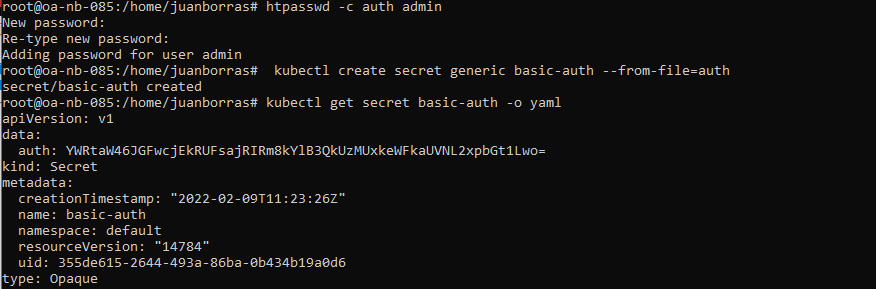 root@oa-nb-085:/home/juanborras# htpasswd -c auth admin
New password:
Re-type new password:
Adding password for user admin
root@oa-nb-085:/home/juanborras#  kubectl create secret generic basic-auth --from-file=auth
secret/basic-auth created
root@oa-nb-085:/home/juanborras# kubectl get secret basic-auth -o yaml
apiVersion: v1
data:
  auth: YWRtaW46JGFwcjEkRUFsajRIRm8kYlB3QkUzMUxkeWFkaUVNL2xpbGt1Lwo=
kind: Secret
metadata:
  creationTimestamp: "2022-02-09T11:23:26Z"
  name: basic-auth
  namespace: default
  resourceVersion: "14784"
  uid: 355de615-2644-493a-86ba-0b434b19a0d6
type: Opaque